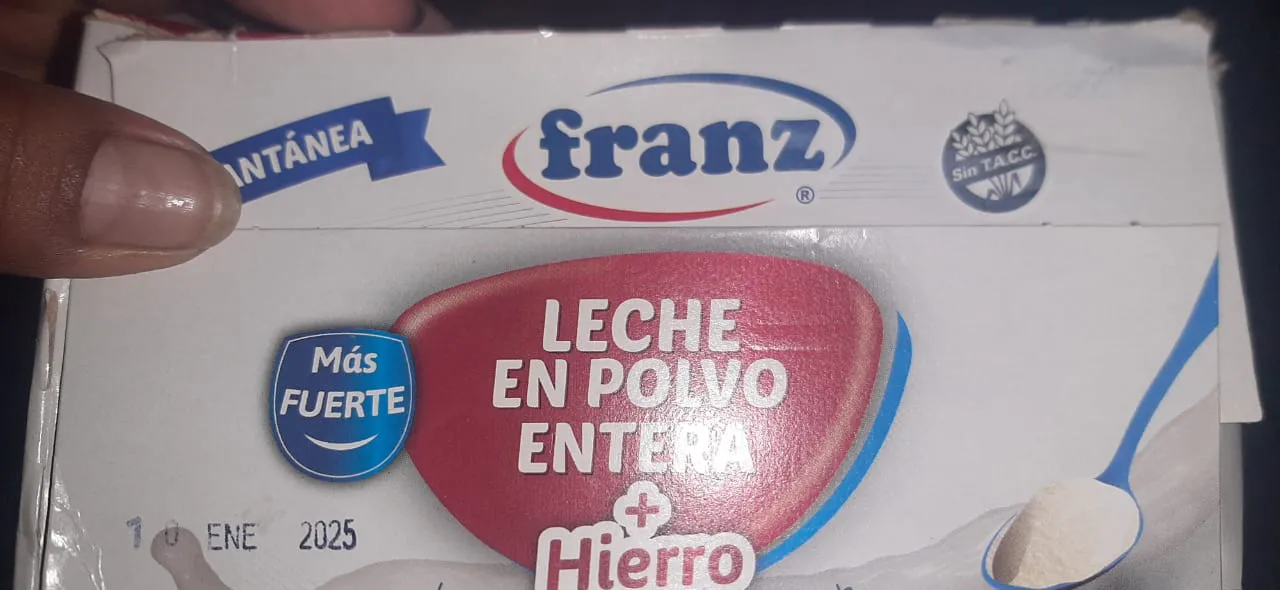 ANTÁNEA
franz
®
Sin T.A.C.C.
LECHE
EN POLVO
ENTERA
+
Hierro
Más
FUERTE
10 ENE 2025